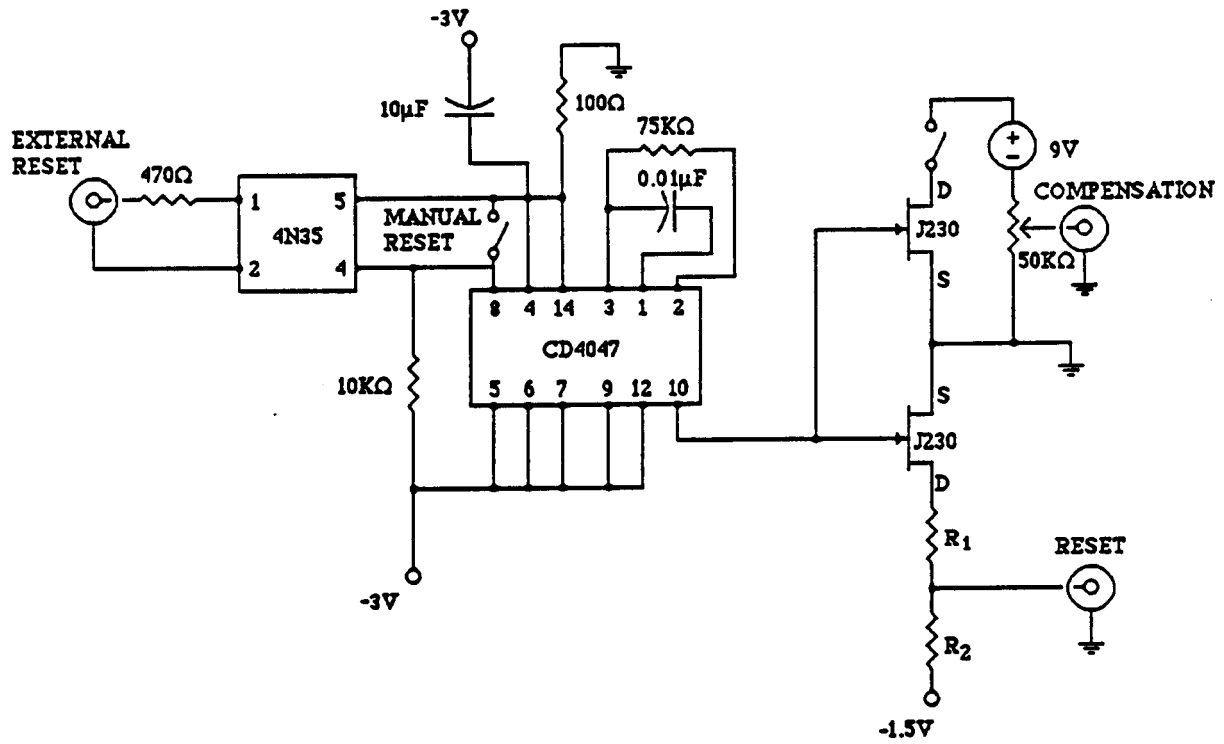 -3V
10µF
100Ω
75KΩ
0.01µF
EXTERNAL
RESET
470Ω
1
5
4N35
2
4
MANUAL
RESET
8
4
14
3
1
2
CD4047
5
6
7
9
12
10
10KΩ
-3V
D
J230
S
9V
+
−
COMPENSATION
50KΩ
S
J230
D
R1
RESET
R2
-1.5V